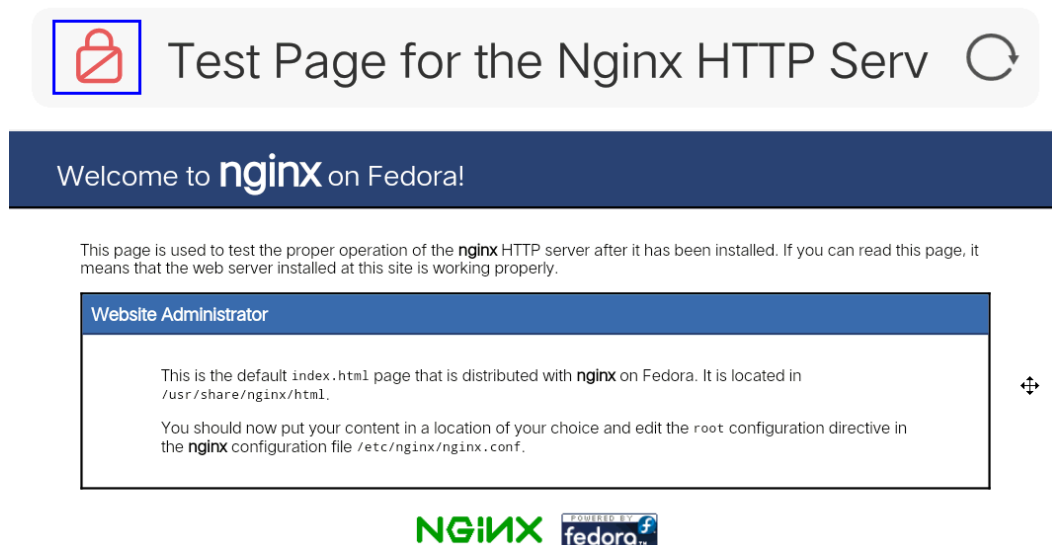 Test Page for the Nginx HTTP Serv
Welcome to nginx on Fedora!
This page is used to test the proper operation of the nginx HTTP server after it has been installed. If you can read this page, it
means that the web server installed at this site is working properly.
Website Administrator
This is the default index.html page that is distributed with nginx on Fedora. It is located in
/usr/share/nginx/html.
You should now put your content in a location of your choice and edit the root configuration directive in
the nginx configuration file /etc/nginx/nginx.conf.
NGINX
POWERED BY
fedora™